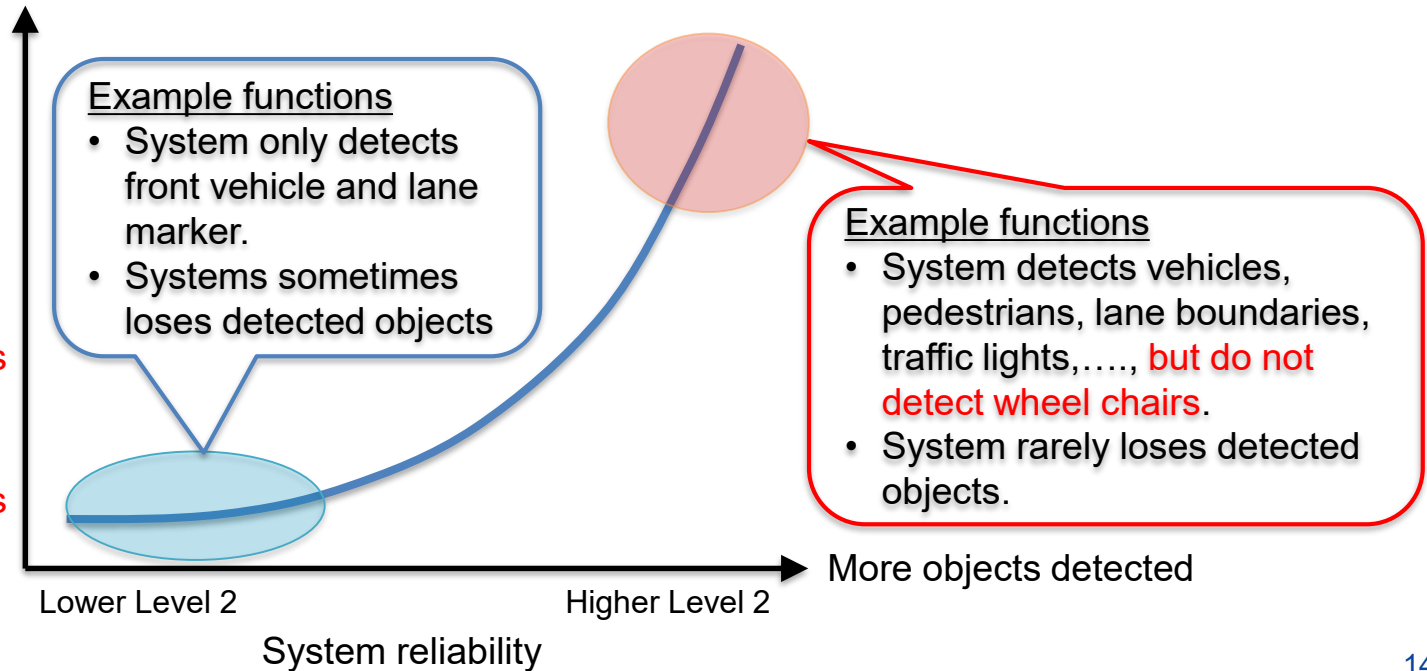 Example functions
• System only detects
front vehicle and lane
marker.
• Systems sometimes
loses detected objects
Example functions
• System detects vehicles,
pedestrians, lane boundaries,
traffic lights,...., but do not
detect wheel chairs.
• System rarely loses detected
objects.
s
s
More objects detected
Lower Level 2
Higher Level 2
System reliability
14